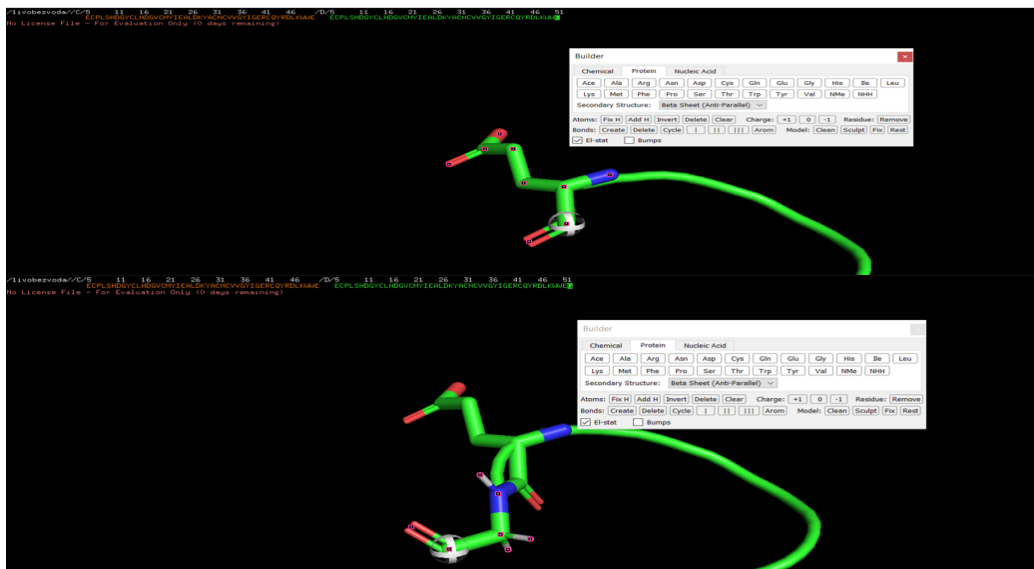 /livobezvoda//C/5 11 16 21 26 31 36 41 46 /D/5 11 16 21 26 31 36 41 46 51
ECPLSHDGYCLHDGVCMYIEALDKYACNCVVGYIGERCQYRDLKWWE ECPLSHDGYCLHDGVCMYIEALDKYACNCVVGYIGERCQYRDLKWWE
No License File - For Evaluation Only (0 days remaining)
Builder
Chemical Protein Nucleic Acid
Ace Ala Arg Asn Asp Cys Gln Glu Gly His Ile Leu
Lys Met Phe Pro Ser Thr Trp Tyr Val NMe NHH
Secondary Structure: Beta Sheet (Anti-Parallel)
Atoms: Fix H Add H Invert Delete Clear Charge: +1 0 -1 Residue: Remove
Bonds: Create Delete Cycle | || ||| Arom Model: Clean Sculpt Fix Rest
El-stat Bumps
/livobezvoda//C/5 11 16 21 26 31 36 41 46 /D/5 11 16 21 26 31 36 41 46 51
ECPLSHDGYCLHDGVCMYIEALDKYACNCVVGYIGERCQYRDLKWWE ECPLSHDGYCLHDGVCMYIEALDKYACNCVVGYIGERCQYRDLKWWEG
No License File - For Evaluation Only (0 days remaining)
Builder
Chemical Protein Nucleic Acid
Ace Ala Arg Asn Asp Cys Gln Glu Gly His Ile Leu
Lys Met Phe Pro Ser Thr Trp Tyr Val NMe NHH
Secondary Structure: Beta Sheet (Anti-Parallel)
Atoms: Fix H Add H Invert Delete Clear Charge: +1 0 -1 Residue: Remove
Bonds: Create Delete Cycle | || ||| Arom Model: Clean Sculpt Fix Rest
El-stat Bumps